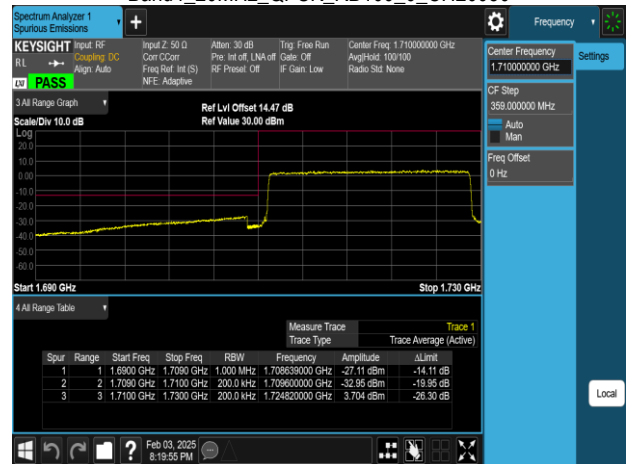 Spectrum Analyzer 1
Spurious Emissions
KEYSIGHT
RL
LXI
PASS
Input: RF
Coupling: DC
Align: Auto
Input Z: 50 Ω
Corr CCorr
Freq Ref: Int (S)
NFE: Adaptive
Atten: 30 dB
Pre: Int off, LNA off
RF Preset: Off
Trig: Free Run
Gate: Off
IF Gain: Low
Center Freq: 1.710000000 GHz
Avg|Hold: 100/100
Radio Std: None
3 All Range Graph
Scale/Div 10.0 dB
Ref Lvl Offset 14.47 dB
Ref Value 30.00 dBm
Log
20.0
10.0
0.00
-10.0
-20.0
-30.0
-40.0
-50.0
-60.0
Start 1.690 GHz
Stop 1.730 GHz
4 All Range Table
Measure Trace Trace 1
Trace Type Trace Average (Active)
Spur Range Start Freq Stop Freq RBW Frequency Amplitude ΔLimit
1 1 1.6900 GHz 1.7090 GHz 1.000 MHz 1.708639000 GHz -27.11 dBm -14.11 dB
2 2 1.7090 GHz 1.7100 GHz 200.0 kHz 1.709600000 GHz -32.95 dBm -19.95 dB
3 3 1.7100 GHz 1.7300 GHz 200.0 kHz 1.724820000 GHz 3.704 dBm -26.30 dB
Feb 03, 2025
8:19:55 PM
Frequency
Settings
Center Frequency
1.710000000 GHz
CF Step
359.000000 MHz
Auto
Man
Freq Offset
0 Hz
Local